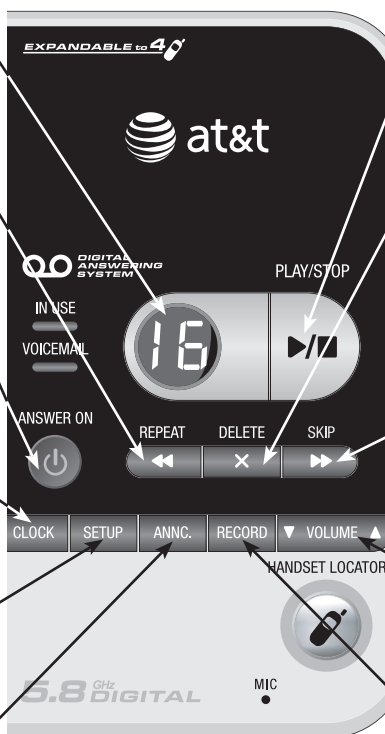 EXPANDABLE to 4
at&t
DIGITAL
ANSWERING
SYSTEM
PLAY/STOP
IN USE
VOICEMAIL
16
ANSWER ON
REPEAT DELETE SKIP
CLOCK SETUP ANNC. RECORD VOLUME
HANDSET LOCATOR
5.8 GHz DIGITAL
MIC